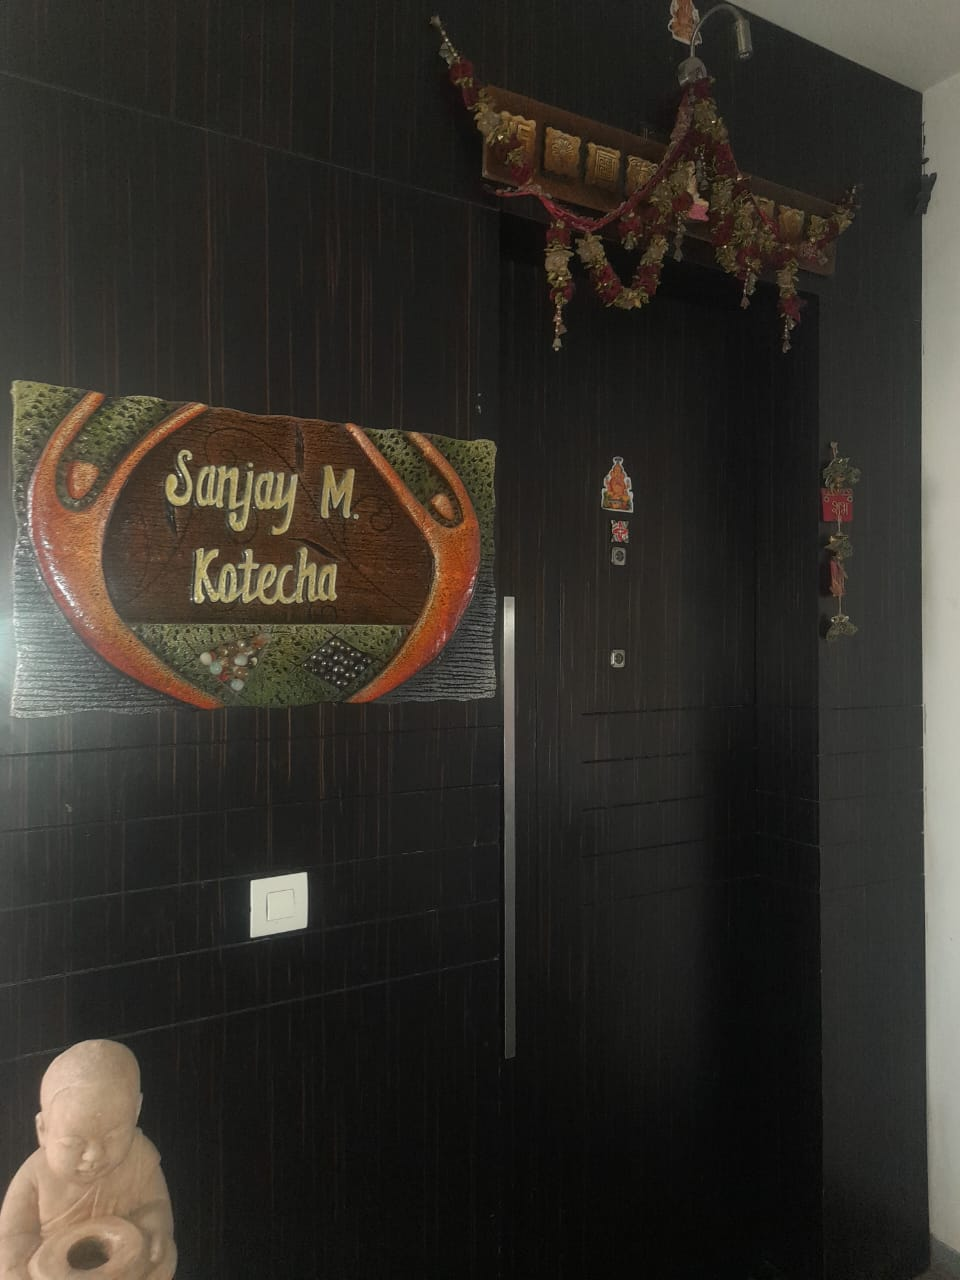 Sanjay M.
Kotecha
शुभ